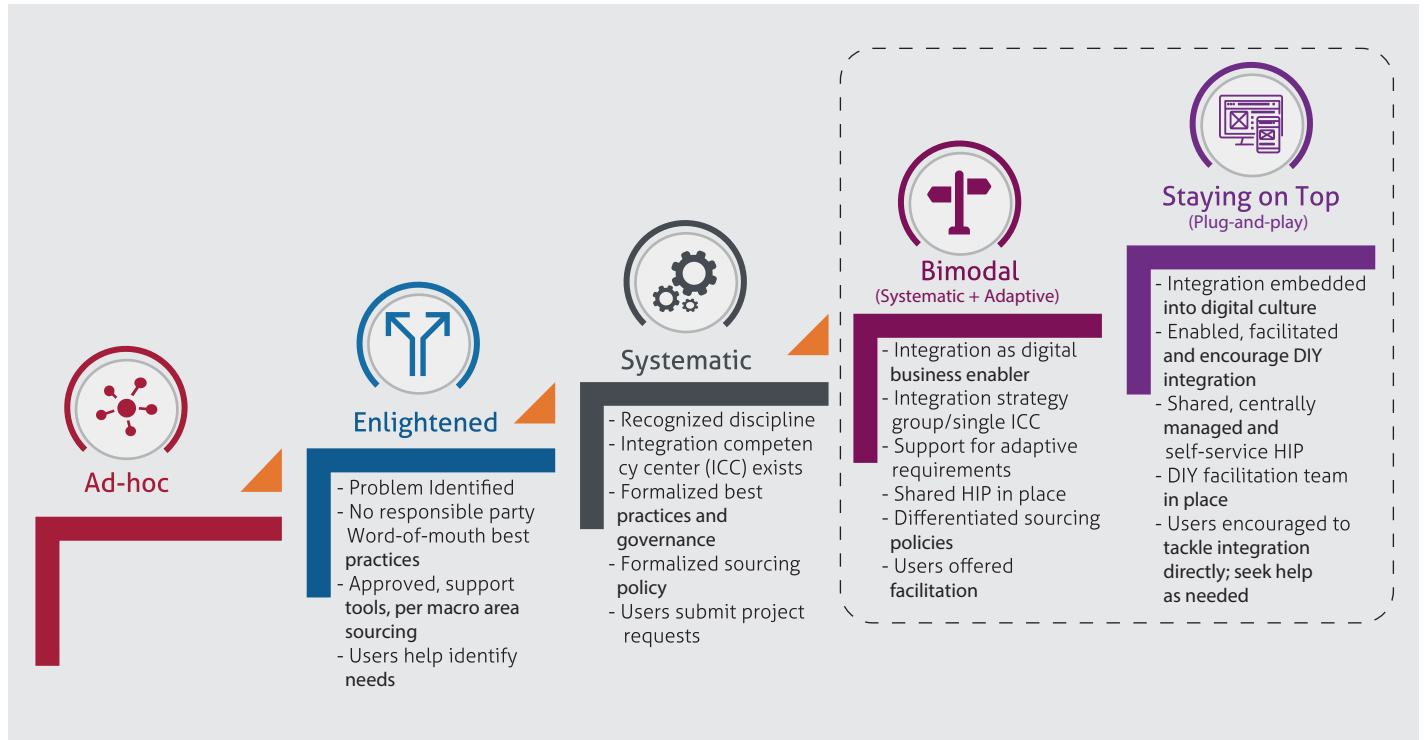 Ad-hoc
Enlightened
- Problem Identified
- No responsible party
Word-of-mouth best
practices
- Approved, support
tools, per macro area
sourcing
- Users help identify
needs
Systematic
- Recognized discipline
- Integration competen
cy center (ICC) exists
- Formalized best
practices and
governance
- Formalized sourcing
policy
- Users submit project
requests
Bimodal
(Systematic + Adaptive)
- Integration as digital
business enabler
- Integration strategy
group/single ICC
- Support for adaptive
requirements
- Shared HIP in place
- Differentiated sourcing
policies
- Users offered
facilitation
Staying on Top
(Plug-and-play)
- Integration embedded
into digital culture
- Enabled, facilitated
and encourage DIY
integration
- Shared, centrally
managed and
self-service HIP
- DIY facilitation team
in place
- Users encouraged to
tackle integration
directly; seek help
as needed